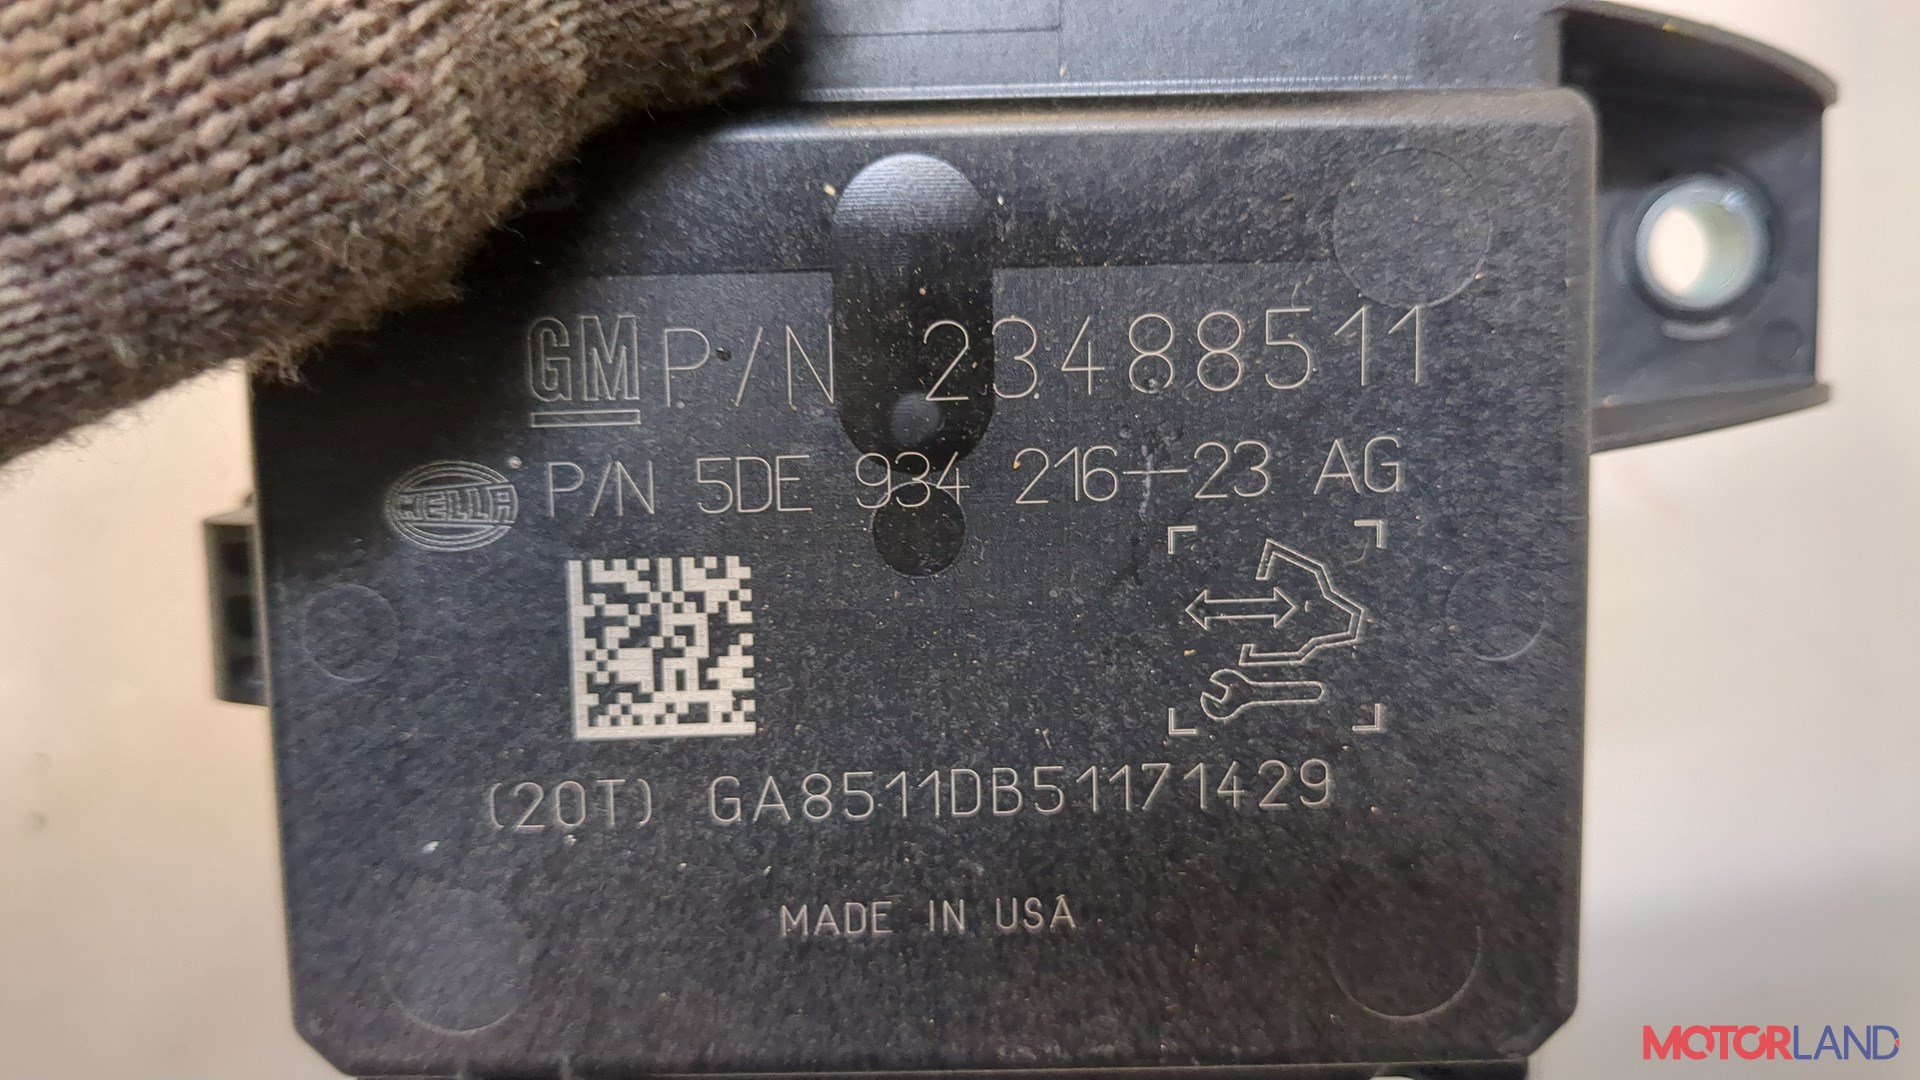 GM P/N 23488511
HELLA P/N 5DE 934 216-23 AG
(20T) GA8511DB51171429
MADE IN USA
MOTORLAND